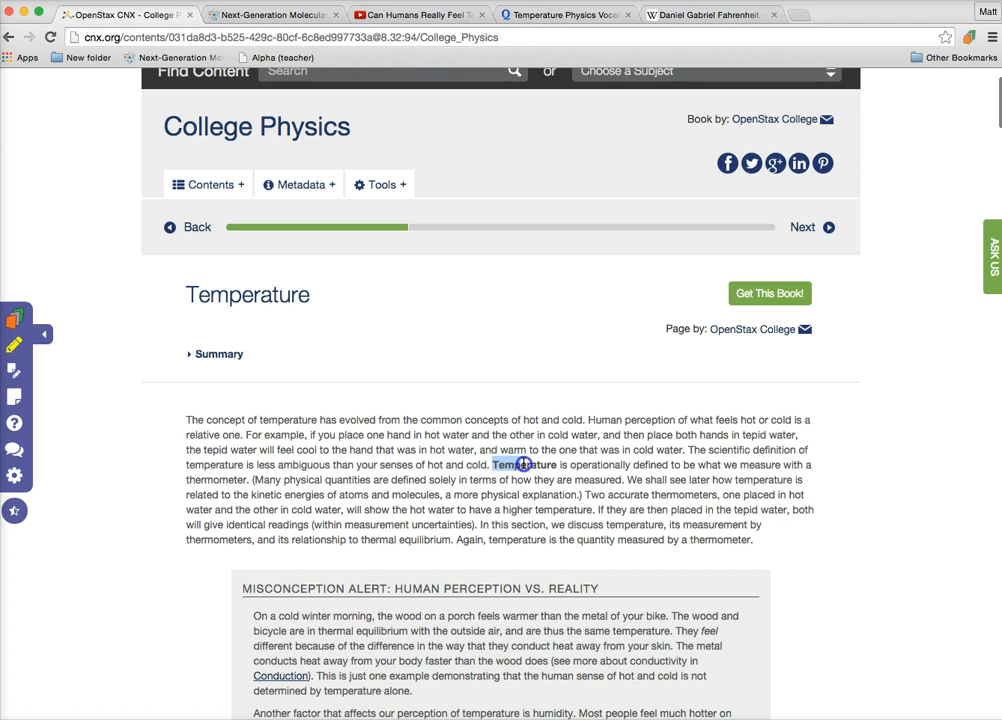 OpenStax CNX - College P
Next-Generation Molecular
Can Humans Really Feel Te
Temperature Physics Vocab
Daniel Gabriel Fahrenheit -
Matt
cnx.org/contents/031da8d3-b525-429c-80cf-6c8ed997733a@8.32:94/College_Physics
Apps
New folder
Next-Generation Mo
Alpha (teacher)
Other Bookmarks
Find Content
Search
or
Choose a Subject
College Physics
Book by: OpenStax College
Contents +
Metadata +
Tools +
Back
Next
ASK US
Temperature
Get This Book!
Page by: OpenStax College
Summary
The concept of temperature has evolved from the common concepts of hot and cold. Human perception of what feels hot or cold is a
relative one. For example, if you place one hand in hot water and the other in cold water, and then place both hands in tepid water,
the tepid water will feel cool to the hand that was in hot water, and warm to the one that was in cold water. The scientific definition of
temperature is less ambiguous than your senses of hot and cold. Temperature is operationally defined to be what we measure with a
thermometer. (Many physical quantities are defined solely in terms of how they are measured. We shall see later how temperature is
related to the kinetic energies of atoms and molecules, a more physical explanation.) Two accurate thermometers, one placed in hot
water and the other in cold water, will show the hot water to have a higher temperature. If they are then placed in the tepid water, both
will give identical readings (within measurement uncertainties). In this section, we discuss temperature, its measurement by
thermometers, and its relationship to thermal equilibrium. Again, temperature is the quantity measured by a thermometer.
MISCONCEPTION ALERT: HUMAN PERCEPTION VS. REALITY
On a cold winter morning, the wood on a porch feels warmer than the metal of your bike. The wood and
bicycle are in thermal equilibrium with the outside air, and are thus the same temperature. They feel
different because of the difference in the way that they conduct heat away from your skin. The metal
conducts heat away from your body faster than the wood does (see more about conductivity in
Conduction). This is just one example demonstrating that the human sense of hot and cold is not
determined by temperature alone.
Another factor that affects our perception of temperature is humidity. Most people feel much hotter on